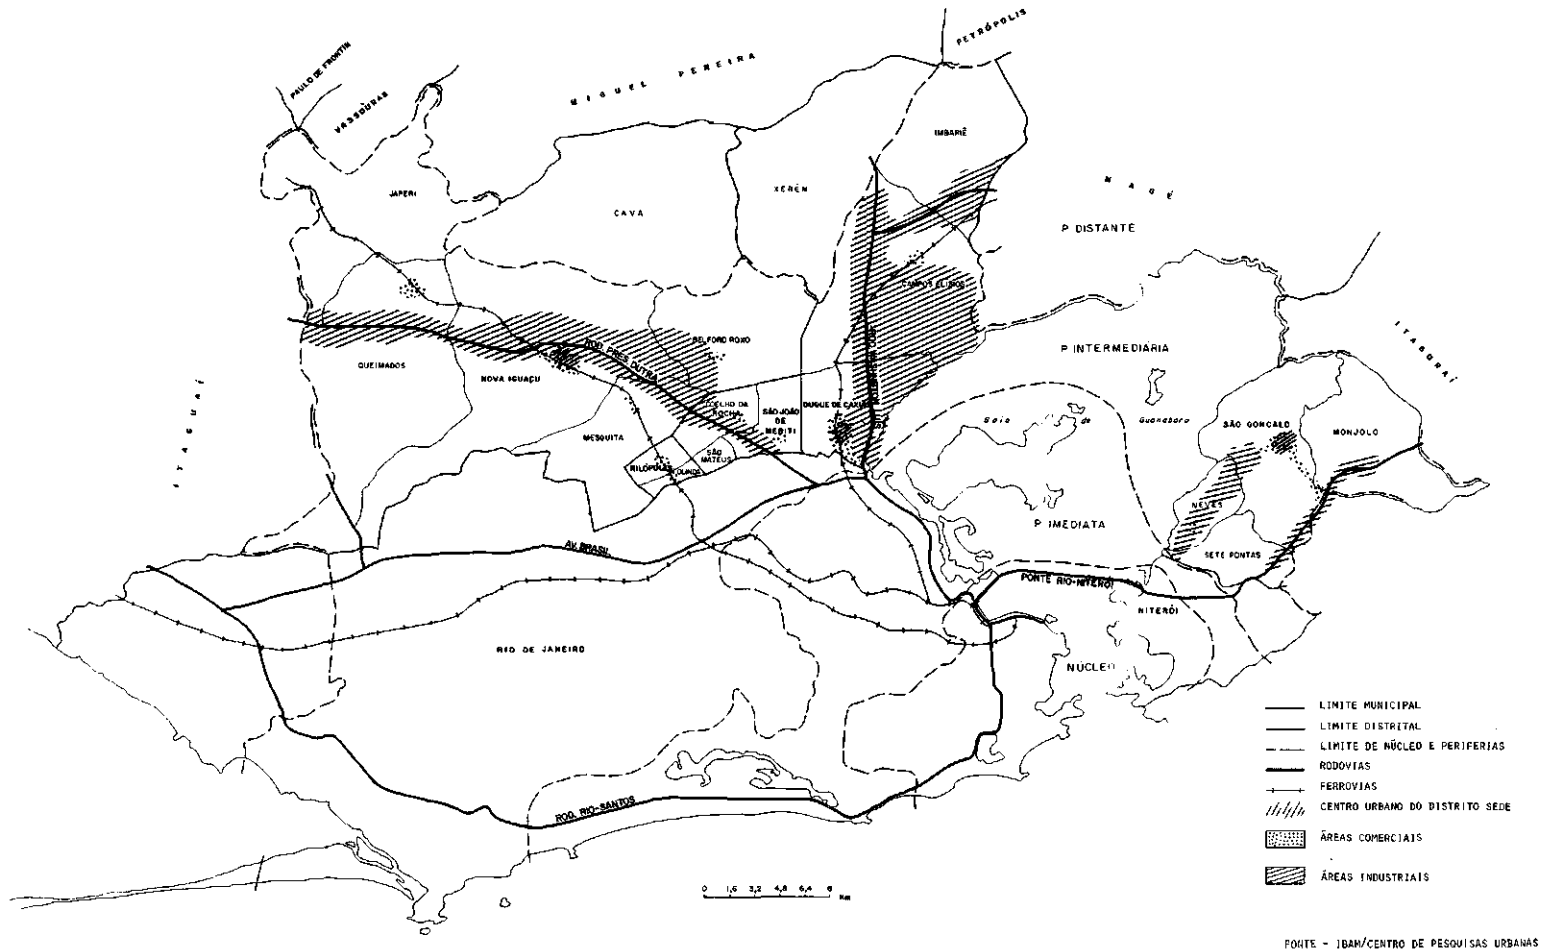 PETRÓPOLIS
PAULO DE FRONTIN
VASSOURAS
MIGUEL PEREIRA
IMBARIÊ
MAGÉ
JAPERI
CAVA
XERÉM
P. DISTANTE
CAMPOS ELÍSIOS
ITABORAÍ
ROD. PRES. DUTRA
BELFORD ROXO
P. INTERMEDIÁRIA
QUEIMADOS
NOVA IGUAÇU
ITAGUAÍ
COELHO DA
ROCHA
SÃO JOÃO
DE
MERITI
DUQUE DE CAXIAS
Baía de Guanabara
SÃO GONÇALO
MONJOLO
MESQUITA
SÃO
MATEUS
NILÓPOLIS
OLINDA
NEVES
P. IMEDIATA
SETE PONTAS
AV. BRASIL
PONTE RIO-NITERÓI
NITERÓI
RIO DE JANEIRO
NÚCLEO
ROD. RIO-SANTOS
LIMITE MUNICIPAL
LIMITE DISTRITAL
LIMITE DE NÚCLEO E PERIFERIAS
RODOVIAS
FERROVIAS
CENTRO URBANO DO DISTRITO SEDE
ÁREAS COMERCIAIS
ÁREAS INDUSTRIAIS
0 1,6 3,2 4,8 6,4 8
Km
FONTE - IBAM/CENTRO DE PESQUISAS URBANAS